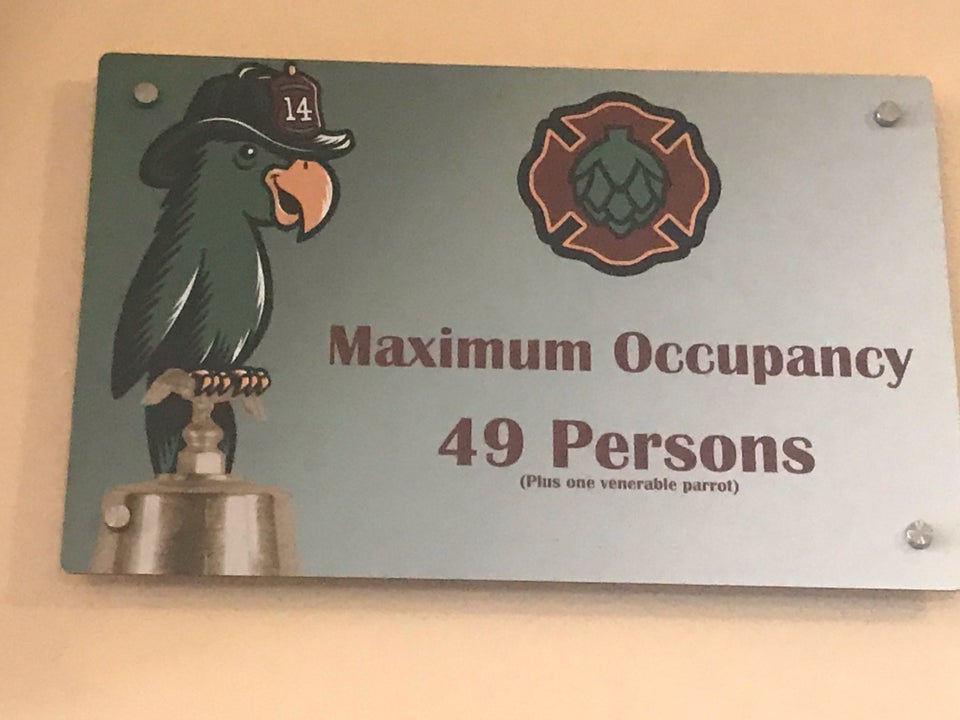 14
Maximum Occupancy
49 Persons
(Plus one venerable parrot)